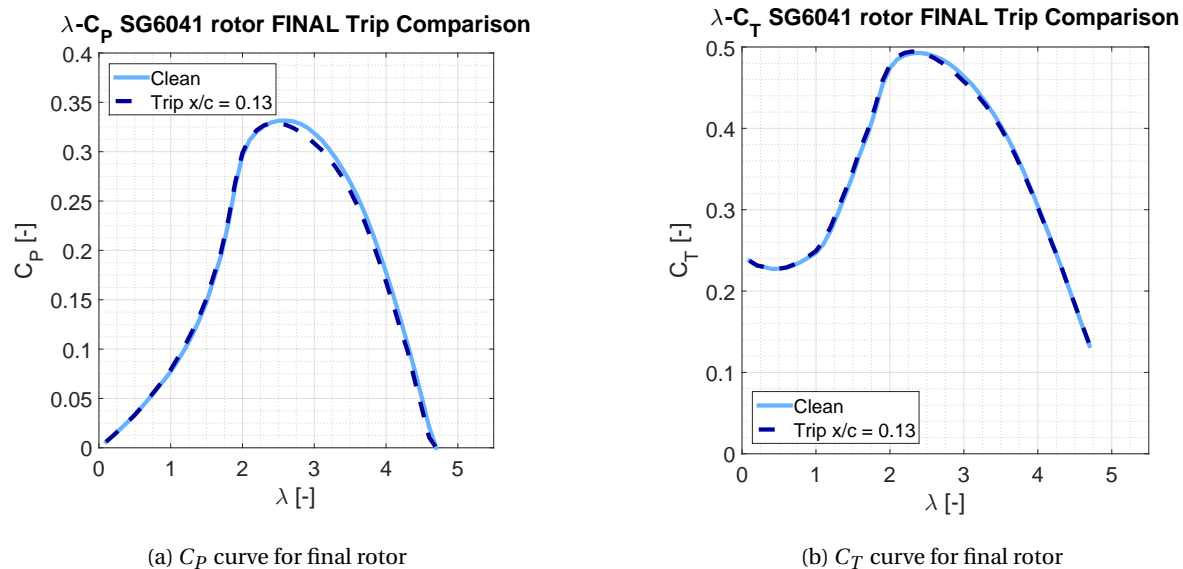 λ-C_P SG6041 rotor FINAL Trip Comparison
0.4
0.35
0.3
0.25
0.2
0.15
0.1
0.05
0
C_P [-]
Clean
Trip x/c = 0.13
0 1 2 3 4 5
λ [-]
(a) C_P curve for final rotor
λ-C_T SG6041 rotor FINAL Trip Comparison
0.5
0.4
0.3
0.2
0.1
0
C_T [-]
Clean
Trip x/c = 0.13
0 1 2 3 4 5
λ [-]
(b) C_T curve for final rotor